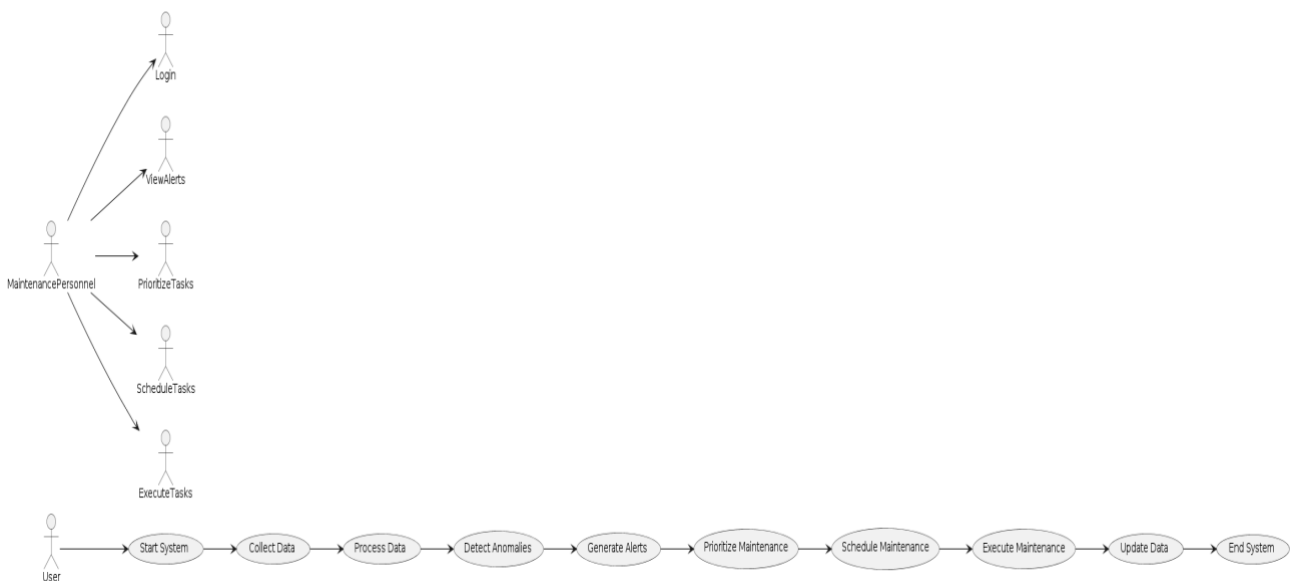 Login
ViewAlerts
MaintenancePersonnel
PrioritizeTasks
ScheduleTasks
ExecuteTasks
User
Start System
Collect Data
Process Data
Detect Anomalies
Generate Alerts
Prioritize Maintenance
Schedule Maintenance
Execute Maintenance
Update Data
End System